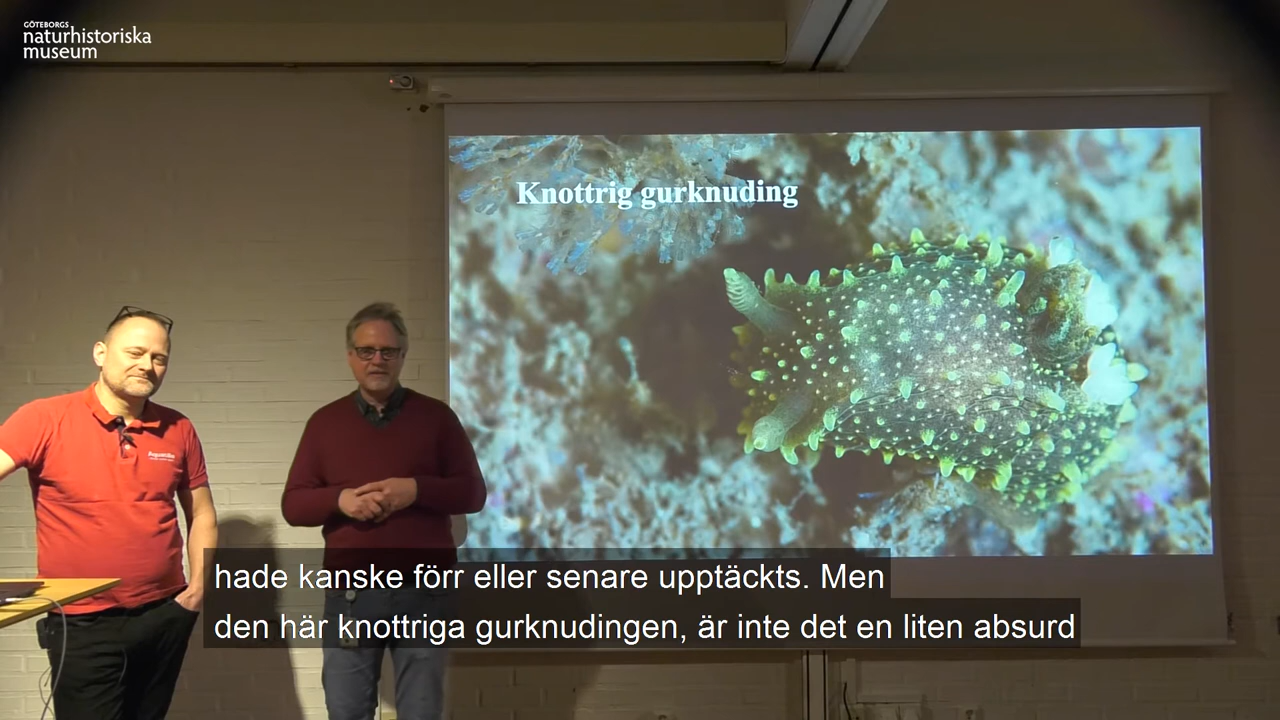 GÖTEBORGS
naturhistoriska
museum
Knottrig gurknuding
hade kanske förr eller senare upptäckts. Men
den här knottriga gurknudingen, är inte det en liten absurd